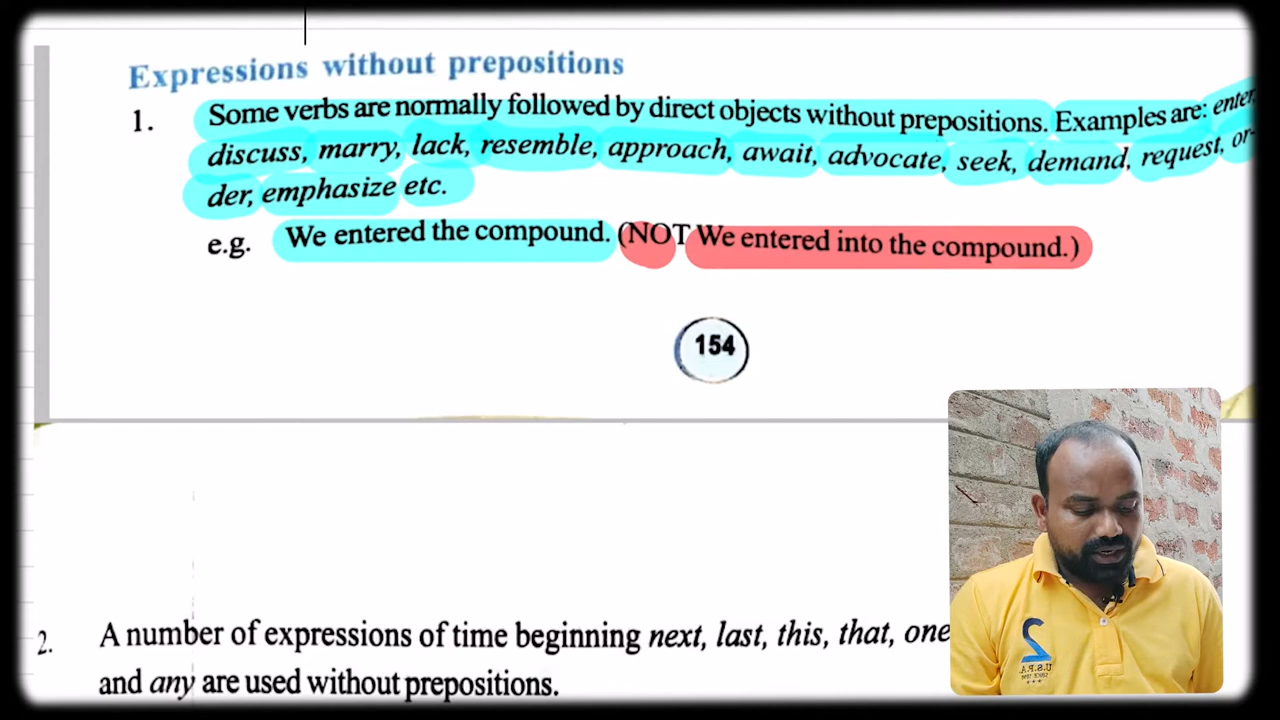 Expressions without prepositions
1. Some verbs are normally followed by direct objects without prepositions. Examples are: enter,
discuss, marry, lack, resemble, approach, await, advocate, seek, demand, request, or-
der, emphasize etc.
e.g. We entered the compound. (NOT We entered into the compound.)
154
2. A number of expressions of time beginning next, last, this, that, one
and any are used without prepositions.
2
U.S.P.A